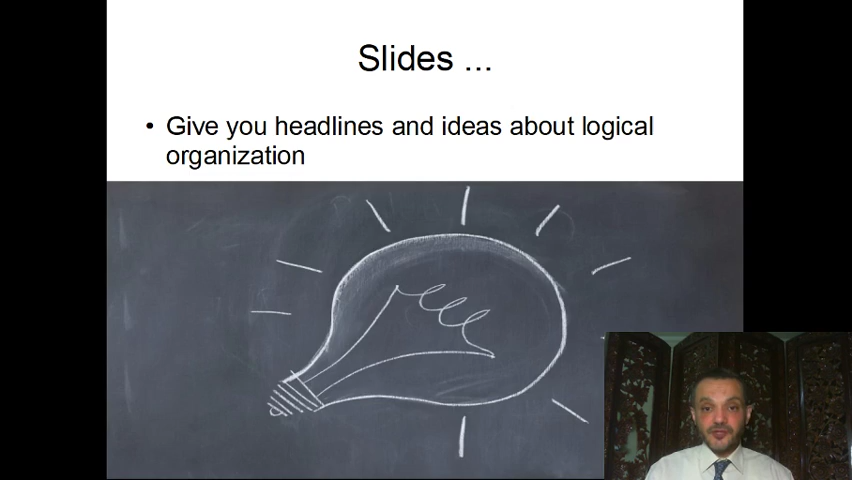 Slides ...
• Give you headlines and ideas about logical
organization